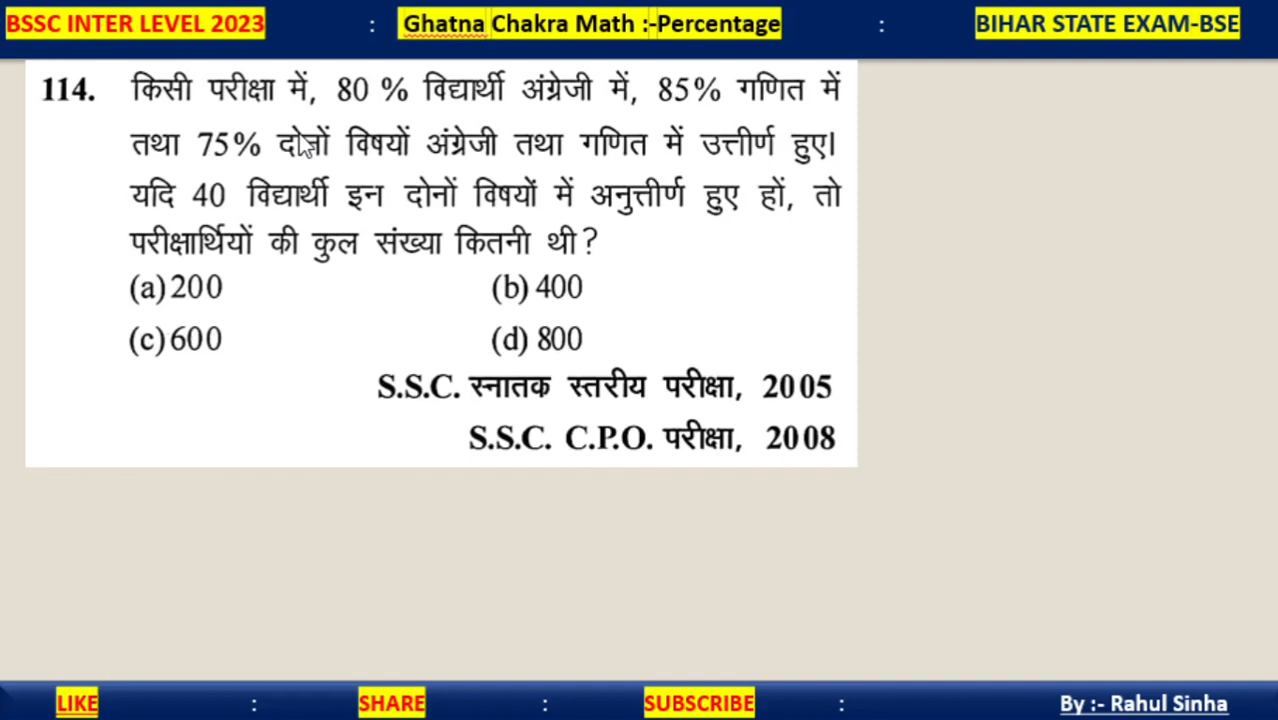 BSSC INTER LEVEL 2023 : Ghatna Chakra Math :-Percentage : BIHAR STATE EXAM-BSE
114. किसी परीक्षा में, 80 % विद्यार्थी अंग्रेजी में, 85% गणित में
तथा 75% दोनों विषयों अंग्रेजी तथा गणित में उत्तीर्ण हुए।
यदि 40 विद्यार्थी इन दोनों विषयों में अनुत्तीर्ण हुए हों, तो
परीक्षार्थियों की कुल संख्या कितनी थी?
(a) 200 (b) 400
(c) 600 (d) 800
S.S.C. स्नातक स्तरीय परीक्षा, 2005
S.S.C. C.P.O. परीक्षा, 2008
LIKE : SHARE : SUBSCRIBE : By :- Rahul Sinha